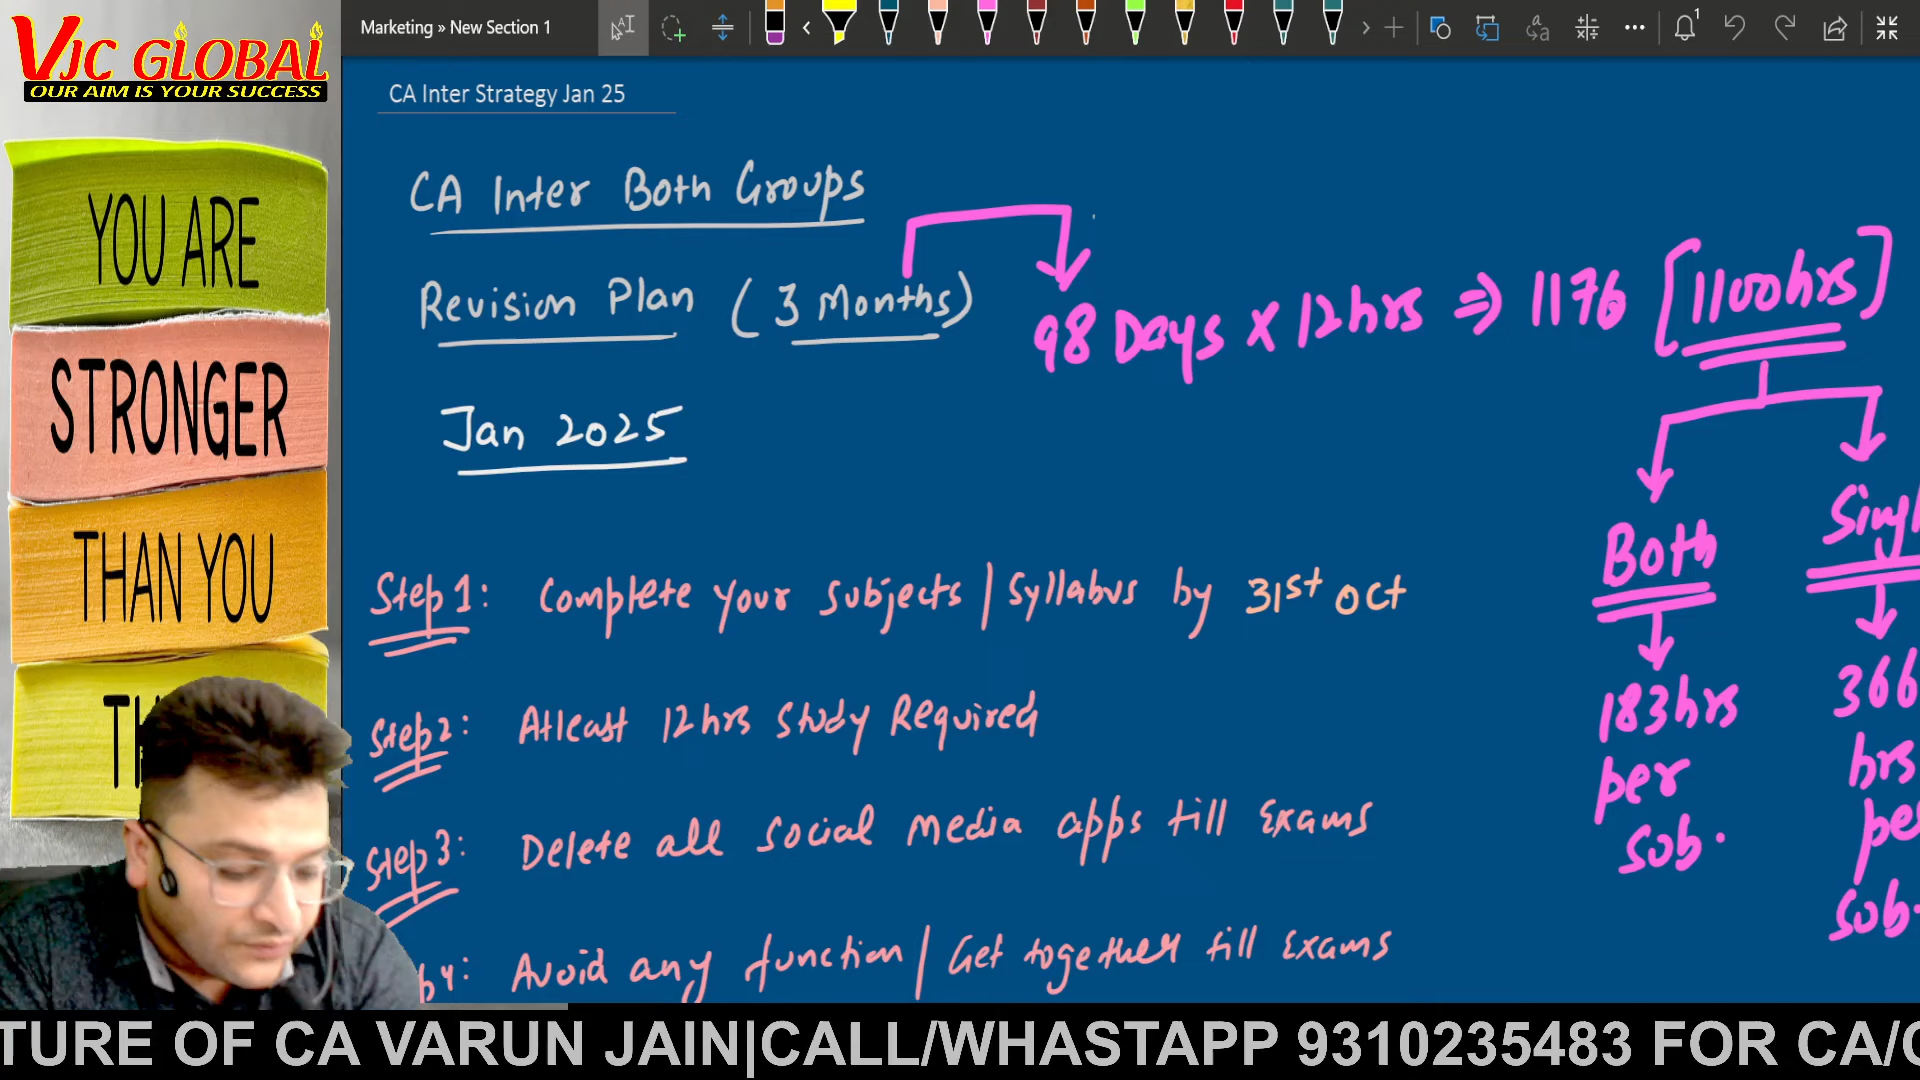 VJC GLOBAL
OUR AIM IS YOUR SUCCESS
Marketing » New Section 1
CA Inter Strategy Jan 25
YOU ARE
STRONGER
THAN YOU
CA Inter Both Groups
Revision Plan (3 Months)
98 Days x 12hrs ⇒ 1176 [1100hrs]
Jan 2025
Both
183hrs
per
sub.
366
hrs
sub.
Step 1: Complete your subjects / syllabus by 31st Oct
Step 2: Atleast 12hrs Study Required
Step 3: Delete all social media apps till Exams
Avoid any function / Get together till Exams
TURE OF CA VARUN JAIN|CALL/WHASTAPP 9310235483 FOR CA/